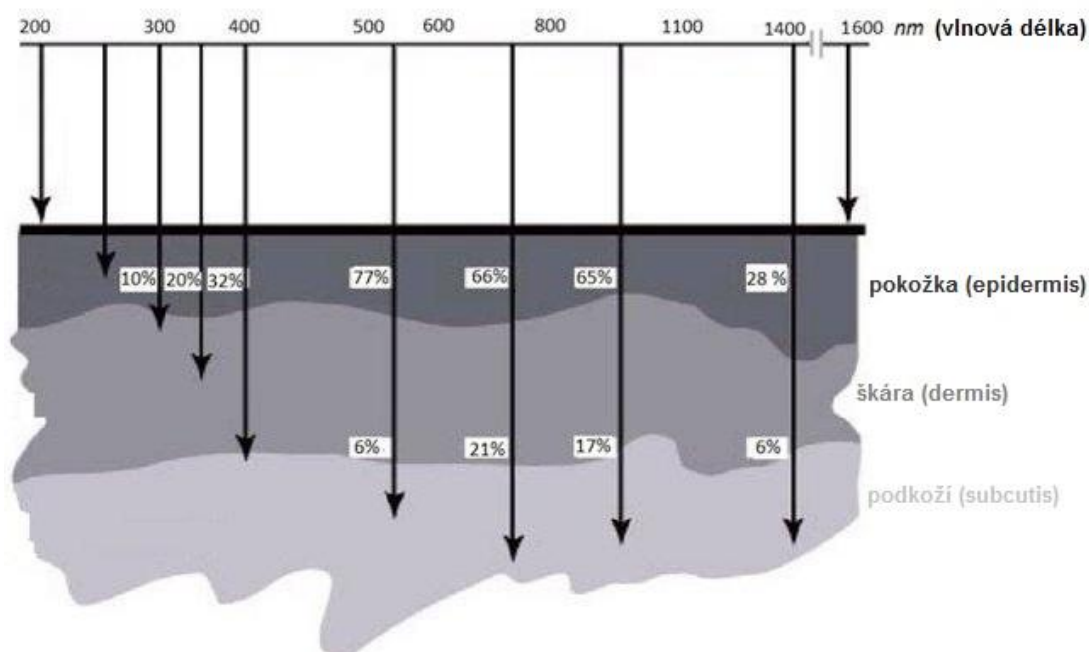 200 300 400 500 600 800 1100 1400 1600 nm (vlnová délka)
10% 20% 32% 77% 66% 65% 28 %
pokožka (epidermis)
škára (dermis)
6% 21% 17% 6%
podkoží (subcutis)